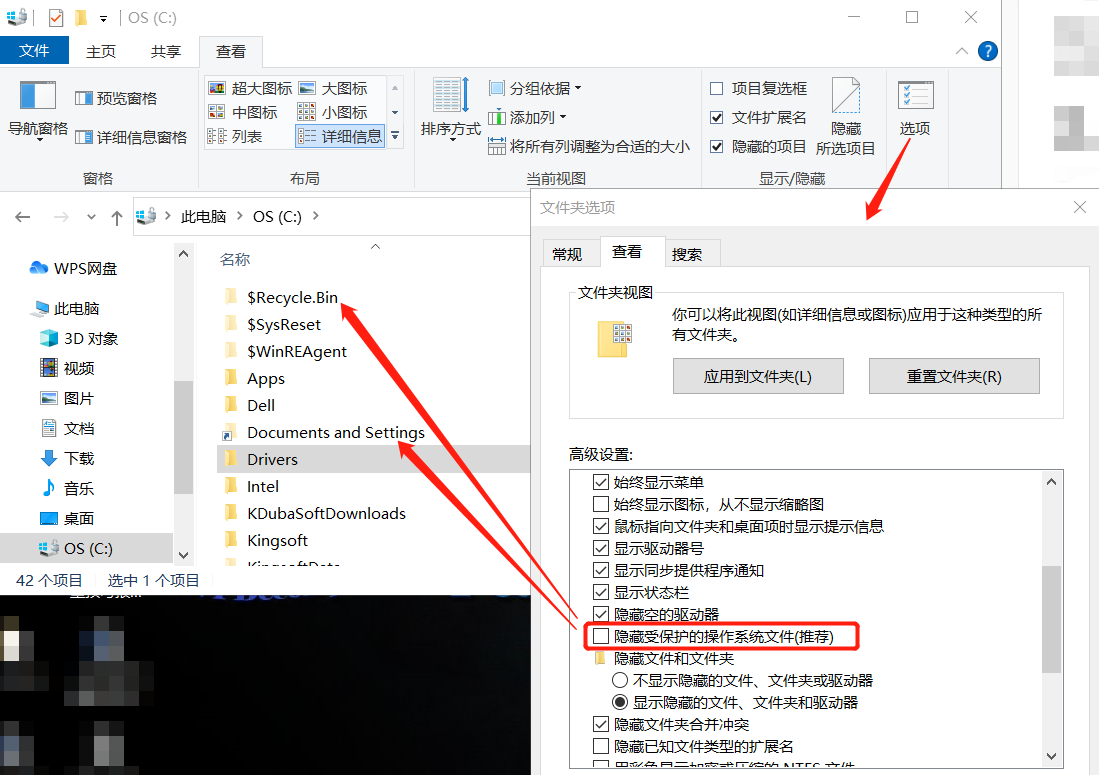 OS (C:)
文件 主页 共享 查看
导航窗格
预览窗格
详细信息窗格
窗格
超大图标 大图标
中图标 小图标
列表 详细信息
布局
排序方式
分组依据
添加列
将所有列调整为合适的大小
当前视图
项目复选框
文件扩展名
隐藏的项目
隐藏
所选项目
显示/隐藏
选项
此电脑 OS (C:)
WPS网盘
此电脑
3D 对象
视频
图片
文档
下载
音乐
桌面
OS (C:)
名称
$Recycle.Bin
$SysReset
$WinREAgent
Apps
Dell
Documents and Settings
Drivers
Intel
KDubaSoftDownloads
Kingsoft
42 个项目 选中 1 个项目
文件夹选项
常规 查看 搜索
文件夹视图
你可以将此视图(如详细信息或图标)应用于这种类型的所
有文件夹。
应用到文件夹(L) 重置文件夹(R)
高级设置:
始终显示菜单
始终显示图标，从不显示缩略图
鼠标指向文件夹和桌面项时显示提示信息
显示驱动器号
显示同步提供程序通知
显示状态栏
隐藏空的驱动器
隐藏受保护的操作系统文件(推荐)
隐藏文件和文件夹
不显示隐藏的文件、文件夹或驱动器
显示隐藏的文件、文件夹和驱动器
隐藏文件夹合并冲突
隐藏已知文件类型的扩展名
用彩色显示加密或压缩的 NTFS 文件